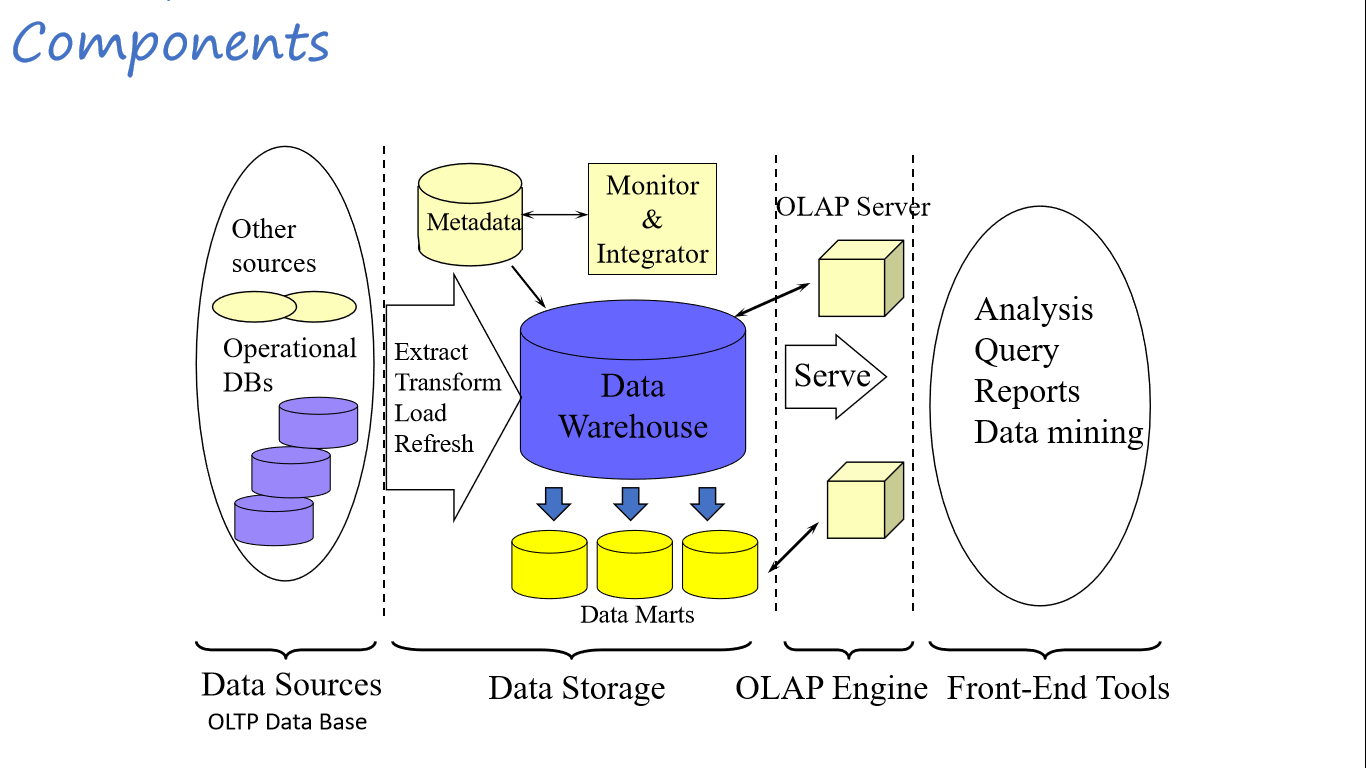 Components
Other
sources
Operational
DBs
Metadata
Monitor
&
Integrator
Extract
Transform
Load
Refresh
Data
Warehouse
Data Marts
OLAP Server
Serve
Analysis
Query
Reports
Data mining
Data Sources
OLTP Data Base
Data Storage
OLAP Engine
Front-End Tools